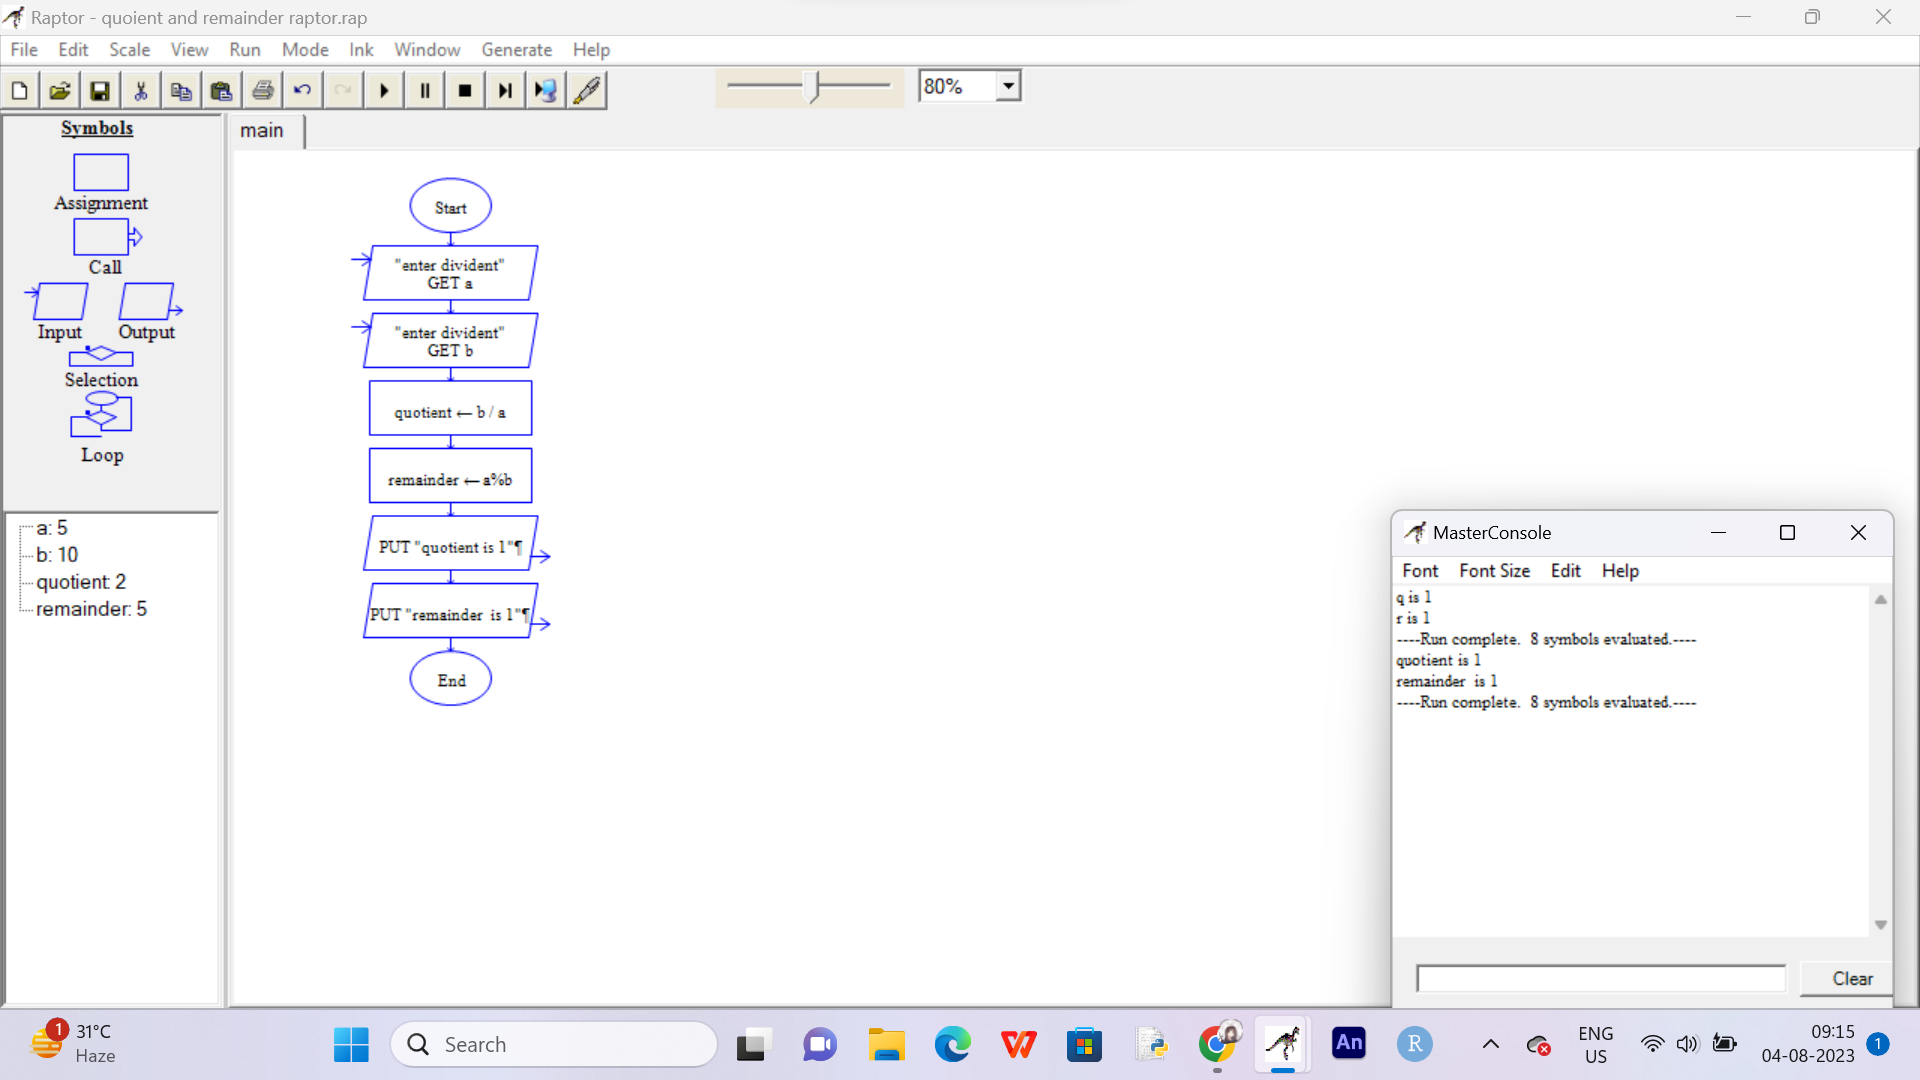 Raptor - quoient and remainder raptor.rap
File Edit Scale View Run Mode Ink Window Generate Help
80%
Symbols
Assignment
Call
Input Output
Selection
Loop
a: 5
b: 10
quotient: 2
remainder: 5
main
Start
"enter divident"
GET a
"enter divident"
GET b
quotient ← b / a
remainder ← a%b
PUT "quotient is 1"¶
PUT "remainder  is 1"¶
End
MasterConsole
Font Font Size Edit Help
q is 1
r is 1
----Run complete.  8 symbols evaluated.----
quotient is 1
remainder  is 1
----Run complete.  8 symbols evaluated.----
Clear
1
31°C
Haze
Search
An
R
ENG
US
09:15
04-08-2023
1